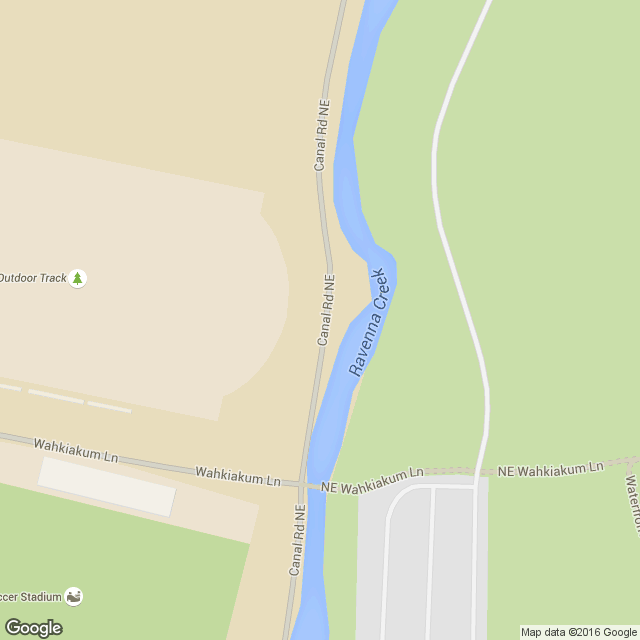 Canal Rd NE
Outdoor Track
Canal Rd NE
Ravenna Creek
Wahkiakum Ln
Wahkiakum Ln
NE Wahkiakum Ln
NE Wahkiakum Ln
Canal Rd NE
ccer Stadium
Google
Map data ©2016 Google